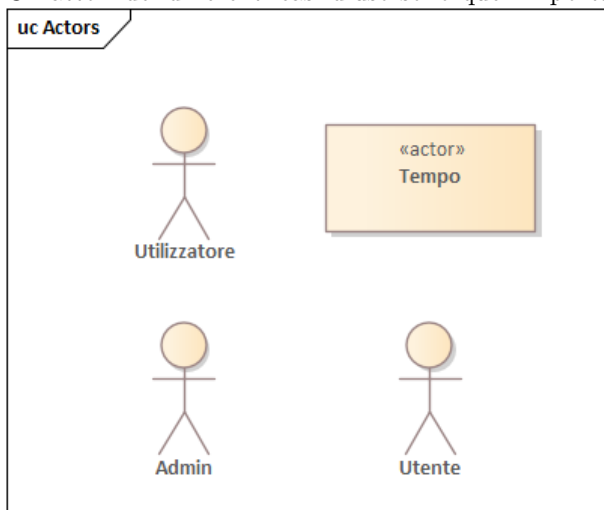 uc Actors
«actor»
Tempo
Utilizzatore
Admin
Utente